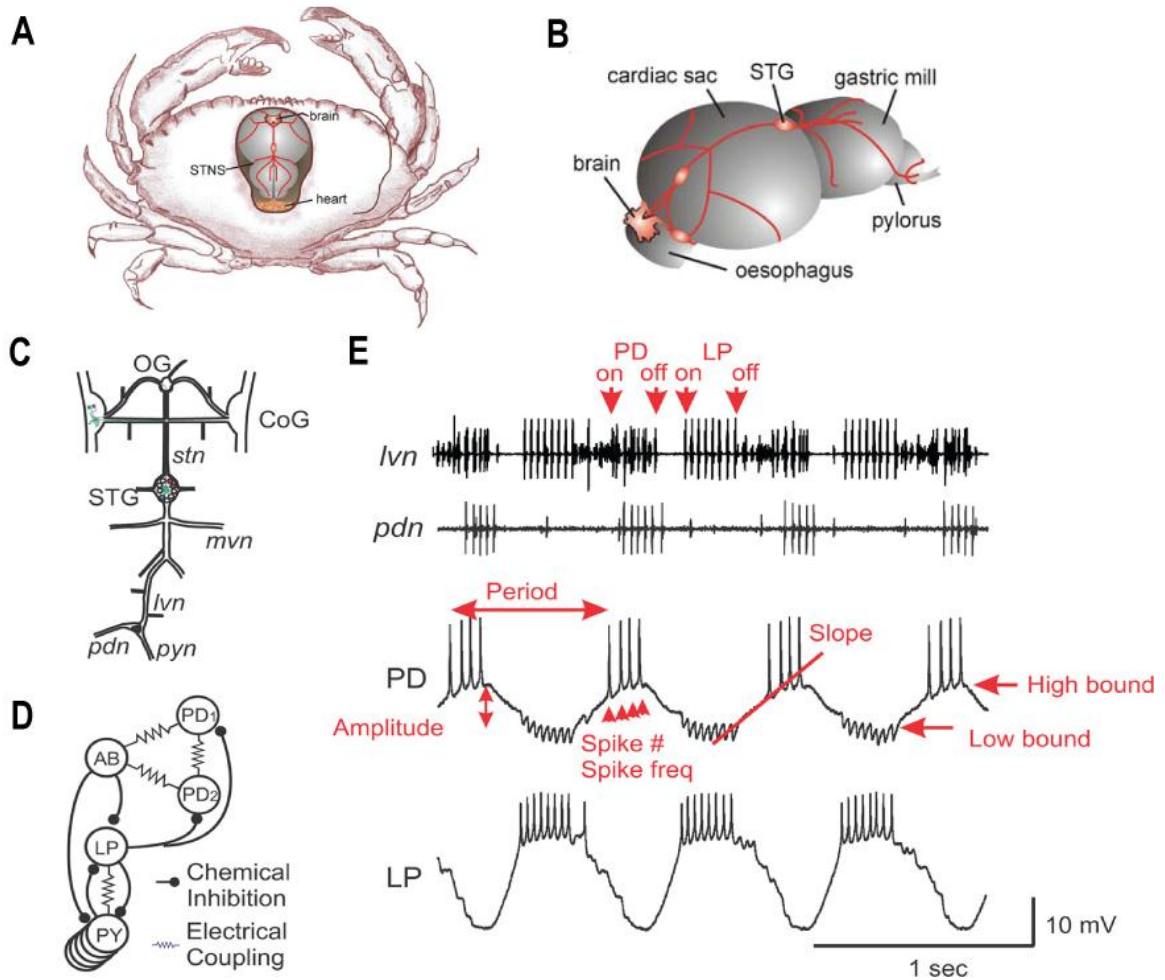 A
brain
STNS
heart
B
cardiac sac
STG
gastric mill
brain
pylorus
oesophagus
C
OG
CoG
stn
STG
mvn
lvn
pdn
pyn
D
PD1
AB
PD2
LP
PY
Chemical
Inhibition
Electrical
Coupling
E
PD LP
on off on off
lvn
pdn
Period
Slope
PD
High bound
Amplitude
Low bound
Spike #
Spike freq
LP
10 mV
1 sec